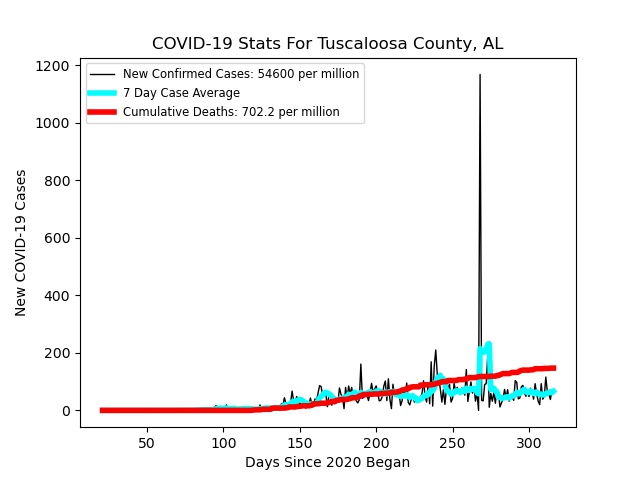 COVID-19 Stats For Tuscaloosa County, AL
New Confirmed Cases: 54600 per million
7 Day Case Average
Cumulative Deaths: 702.2 per million
New COVID-19 Cases
1200
1000
800
600
400
200
0
50 100 150 200 250 300
Days Since 2020 Began